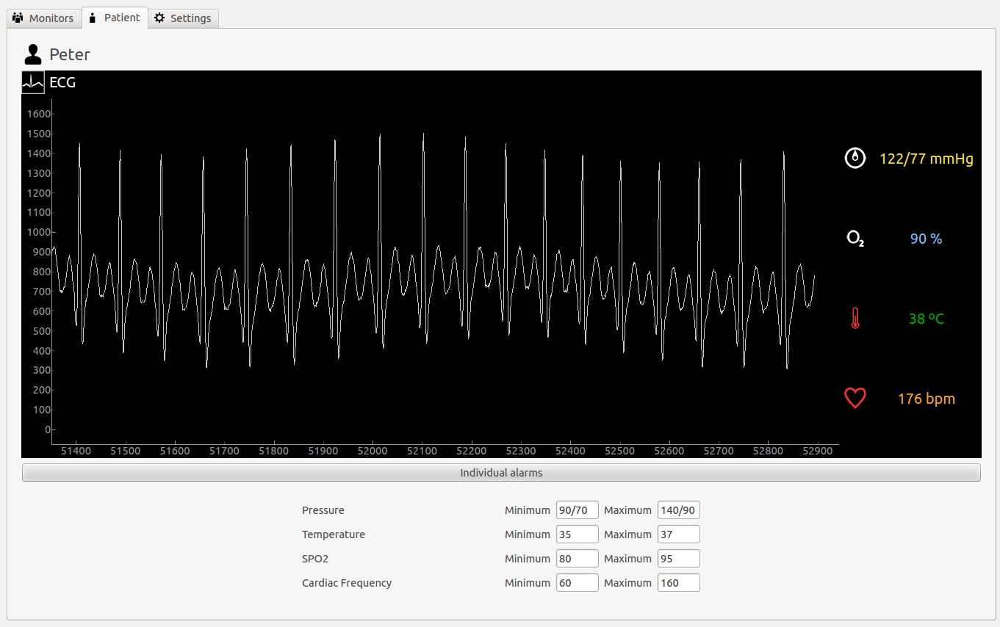 Monitors Patient Settings
Peter
ECG
1600
1500
1400
1300
1200
1100
1000
900
800
700
600
500
400
300
200
100
0
51400 51500 51600 51700 51800 51900 52000 52100 52200 52300 52400 52500 52600 52700 52800 52900
122/77 mmHg
O2 90 %
38 ºC
176 bpm
Individual alarms
Pressure Minimum 90/70 Maximum 140/90
Temperature Minimum 35 Maximum 37
SPO2 Minimum 80 Maximum 95
Cardiac Frequency Minimum 60 Maximum 160